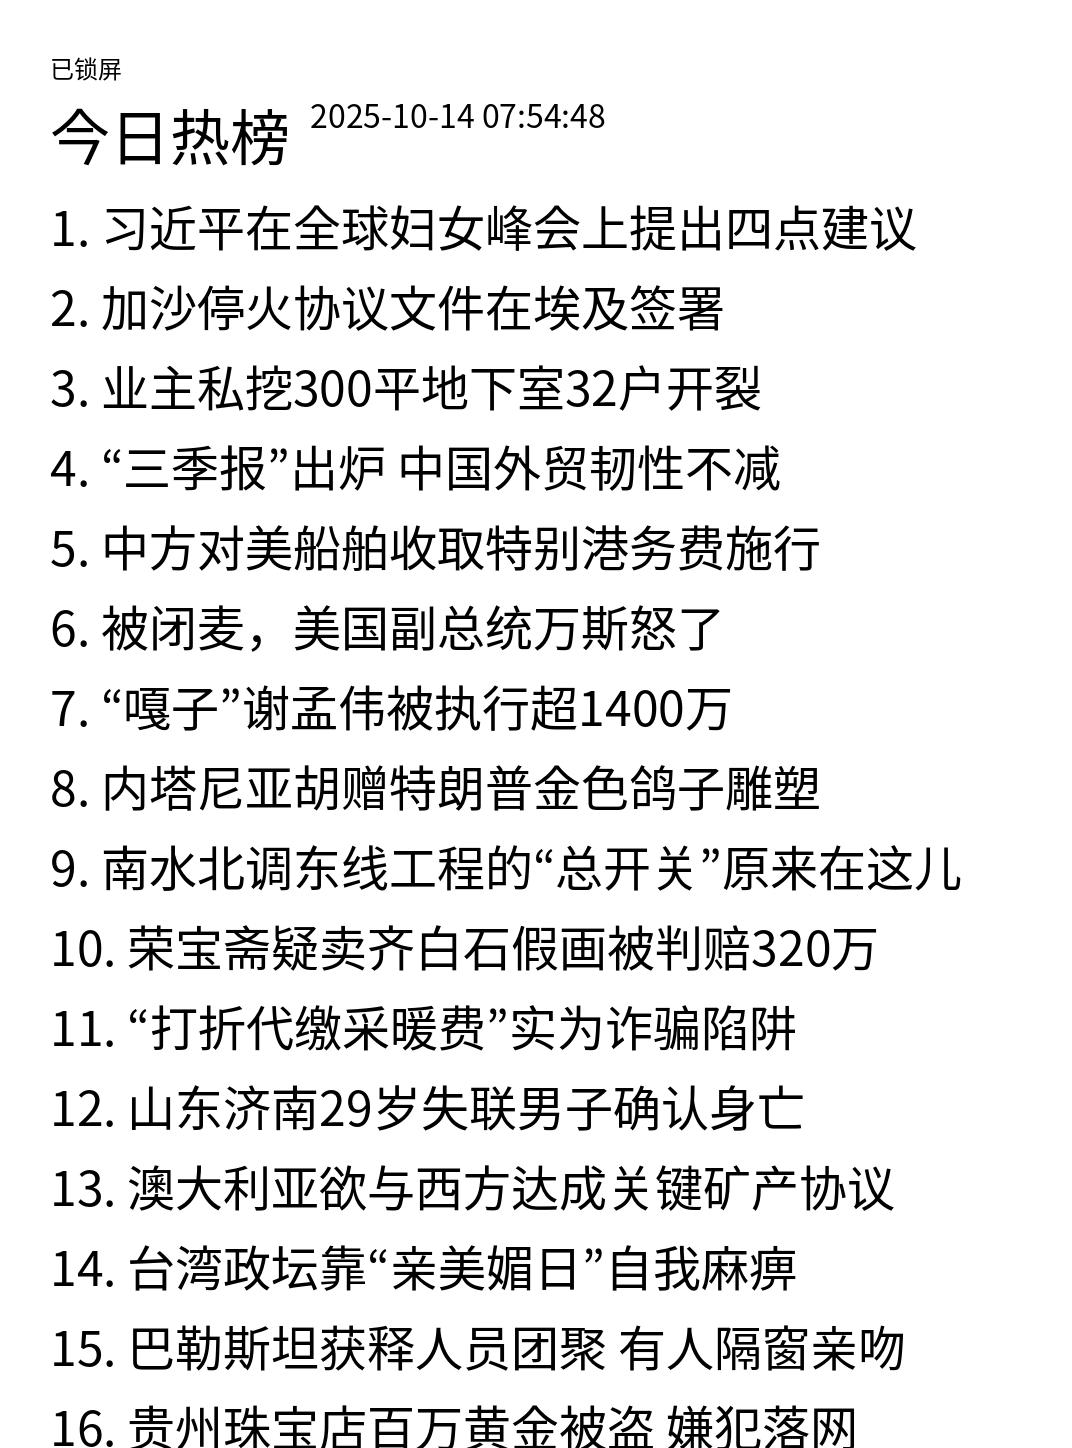 已锁屏
今日热榜 2025-10-14 07:54:48
1. 习近平在全球妇女峰会上提出四点建议
2. 加沙停火协议文件在埃及签署
3. 业主私挖300平地下室32户开裂
4. “三季报”出炉 中国外贸韧性不减
5. 中方对美船舶收取特别港务费施行
6. 被闭麦，美国副总统万斯怒了
7. “嘎子”谢孟伟被执行超1400万
8. 内塔尼亚胡赠特朗普金色鸽子雕塑
9. 南水北调东线工程的“总开关”原来在这儿
10. 荣宝斋疑卖齐白石假画被判赔320万
11. “打折代缴采暖费”实为诈骗陷阱
12. 山东济南29岁失联男子确认身亡
13. 澳大利亚欲与西方达成关键矿产协议
14. 台湾政坛靠“亲美媚日”自我麻痹
15. 巴勒斯坦获释人员团聚 有人隔窗亲吻
16. 贵州珠宝店百万黄金被盗 嫌犯落网